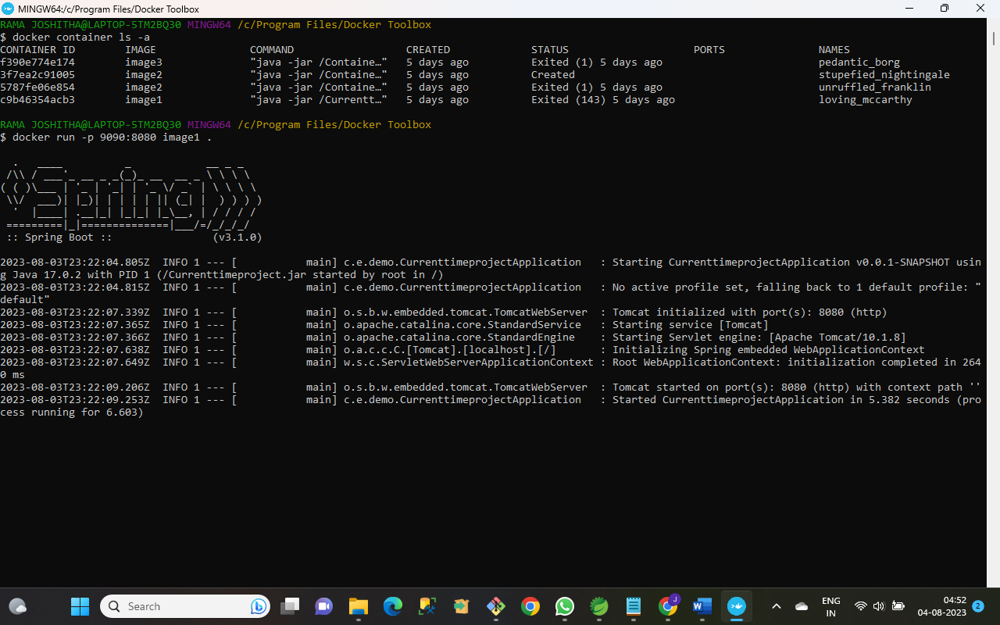 MINGW64:/c/Program Files/Docker Toolbox
RAMA JOSHITHA@LAPTOP-5TM2BQ30 MINGW64 /c/Program Files/Docker Toolbox
$ docker container ls -a
CONTAINER ID        IMAGE               COMMAND                  CREATED             STATUS                    PORTS               NAMES
f390e774e174        image3              "java -jar /Containe…"   5 days ago          Exited (1) 5 days ago                         pedantic_borg
3f7ea2c91005        image2              "java -jar /Containe…"   5 days ago          Created                                       stupefied_nightingale
5787fe06e854        image2              "java -jar /Containe…"   5 days ago          Exited (1) 5 days ago                         unruffled_franklin
c9b46354acb3        image1              "java -jar /Currentt…"   5 days ago          Exited (143) 5 days ago                       loving_mccarthy
RAMA JOSHITHA@LAPTOP-5TM2BQ30 MINGW64 /c/Program Files/Docker Toolbox
$ docker run -p 9090:8080 image1 .
  .   ____          _            __ _ _
 /\\ / ___'_ __ _ _(_)_ __  __ _ \ \ \ \
( ( )\___ | '_ | '_| | '_ \/ _` | \ \ \ \
 \\/  ___)| |_)| | | | | || (_| |  ) ) ) )
  '  |____| .__|_| |_|_| |_\__, | / / / /
 =========|_|==============|___/=/_/_/_/
 :: Spring Boot ::                (v3.1.0)
2023-08-03T23:22:04.805Z  INFO 1 --- [           main] c.e.demo.CurrenttimeprojectApplication   : Starting CurrenttimeprojectApplication v0.0.1-SNAPSHOT usin
g Java 17.0.2 with PID 1 (/Currenttimeproject.jar started by root in /)
2023-08-03T23:22:04.815Z  INFO 1 --- [           main] c.e.demo.CurrenttimeprojectApplication   : No active profile set, falling back to 1 default profile: "
default"
2023-08-03T23:22:07.339Z  INFO 1 --- [           main] o.s.b.w.embedded.tomcat.TomcatWebServer  : Tomcat initialized with port(s): 8080 (http)
2023-08-03T23:22:07.365Z  INFO 1 --- [           main] o.apache.catalina.core.StandardService   : Starting service [Tomcat]
2023-08-03T23:22:07.366Z  INFO 1 --- [           main] o.apache.catalina.core.StandardEngine    : Starting Servlet engine: [Apache Tomcat/10.1.8]
2023-08-03T23:22:07.638Z  INFO 1 --- [           main] o.a.c.c.C.[Tomcat].[localhost].[/]       : Initializing Spring embedded WebApplicationContext
2023-08-03T23:22:07.649Z  INFO 1 --- [           main] w.s.c.ServletWebServerApplicationContext : Root WebApplicationContext: initialization completed in 264
0 ms
2023-08-03T23:22:09.206Z  INFO 1 --- [           main] o.s.b.w.embedded.tomcat.TomcatWebServer  : Tomcat started on port(s): 8080 (http) with context path ''
2023-08-03T23:22:09.253Z  INFO 1 --- [           main] c.e.demo.CurrenttimeprojectApplication   : Started CurrenttimeprojectApplication in 5.382 seconds (pro
cess running for 6.603)
Search
J
W
ENG
IN
04:52
04-08-2023
2